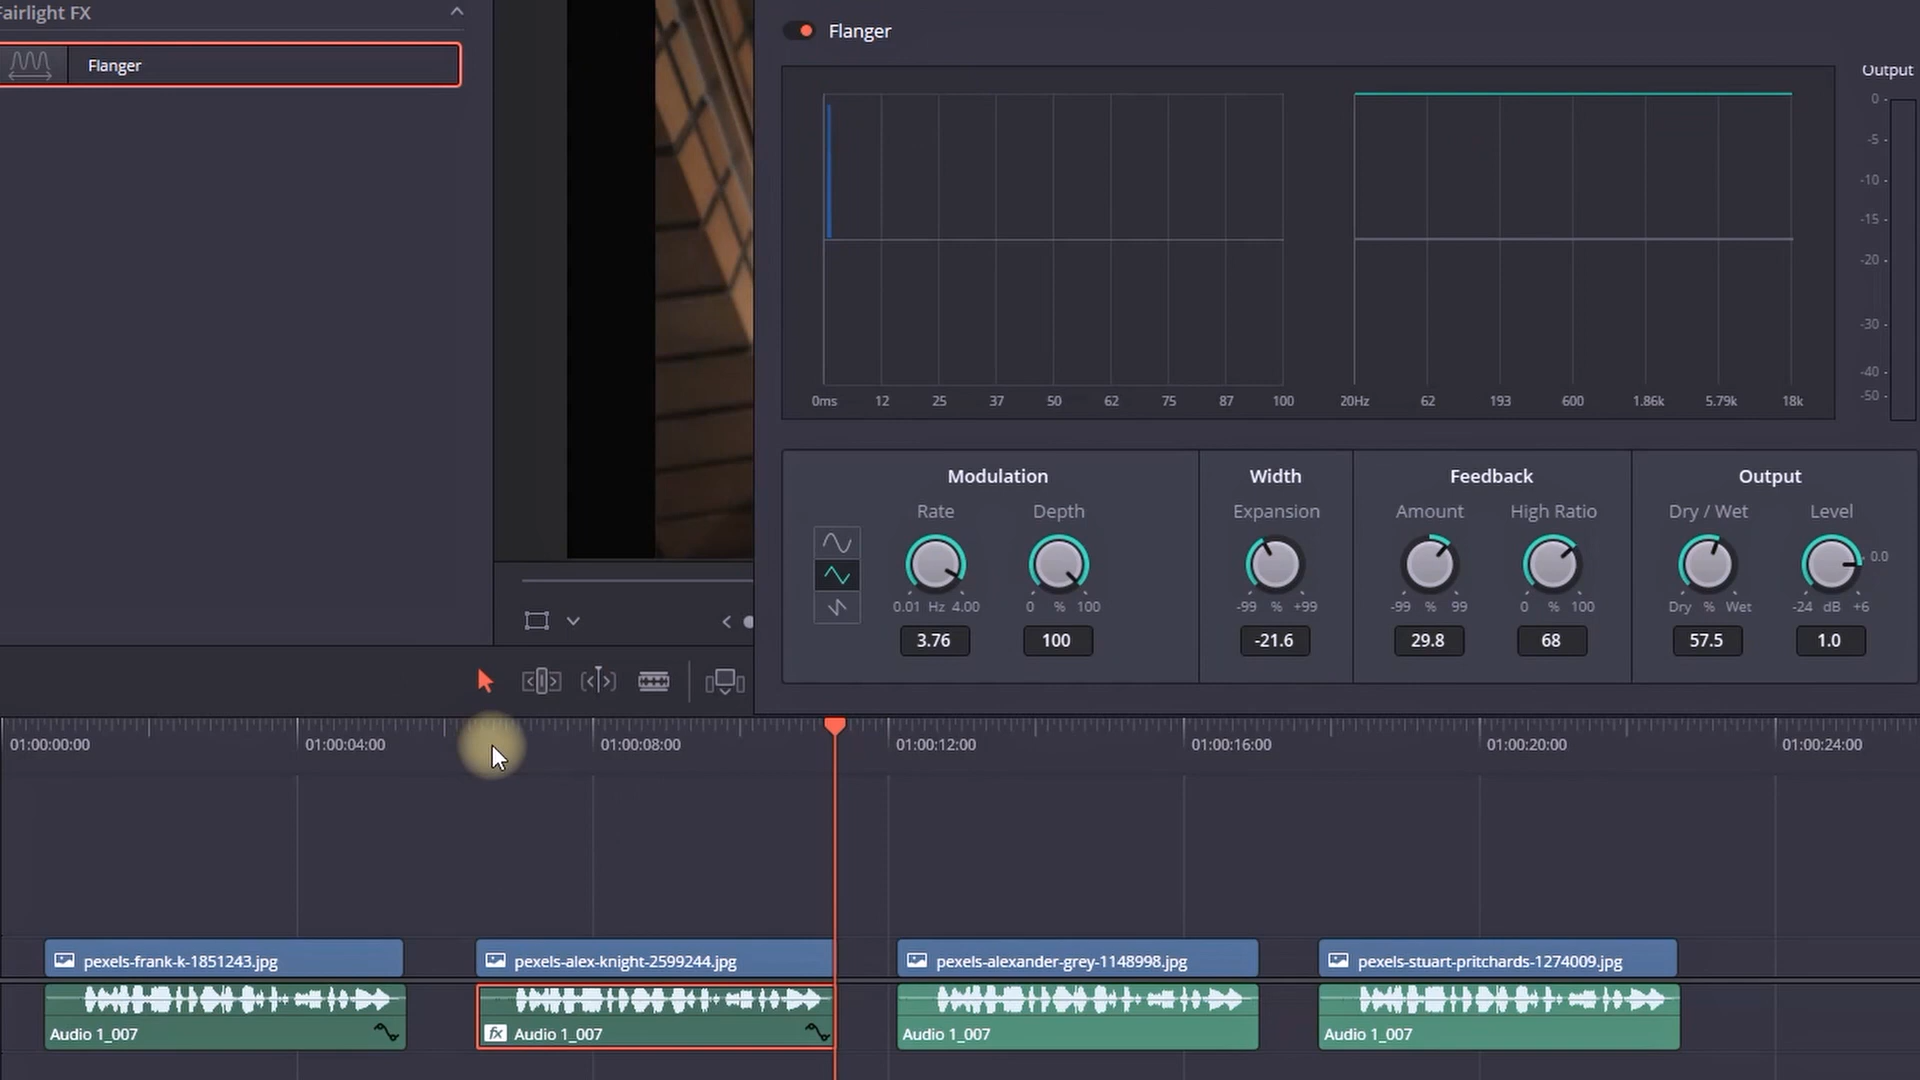 Fairlight FX
Flanger
Flanger
Output
0
-5
-10
-15
-20
-30
-40
-50
0ms 12 25 37 50 62 75 87 100
20Hz 62 193 600 1.86k 5.79k 18k
Modulation
Rate Depth
0.01 Hz 4.00
0 % 100
3.76
100
Width
Expansion
-99 % +99
-21.6
Feedback
Amount High Ratio
-99 % 99
0 % 100
29.8
68
Output
Dry / Wet Level
0.0
Dry % Wet
-24 dB +6
57.5
1.0
01:00:00:00 01:00:04:00 01:00:08:00 01:00:12:00 01:00:16:00 01:00:20:00 01:00:24:00
pexels-frank-k-1851243.jpg
pexels-alex-knight-2599244.jpg
pexels-alexander-grey-1148998.jpg
pexels-stuart-pritchards-1274009.jpg
Audio 1_007
fx Audio 1_007
Audio 1_007
Audio 1_007